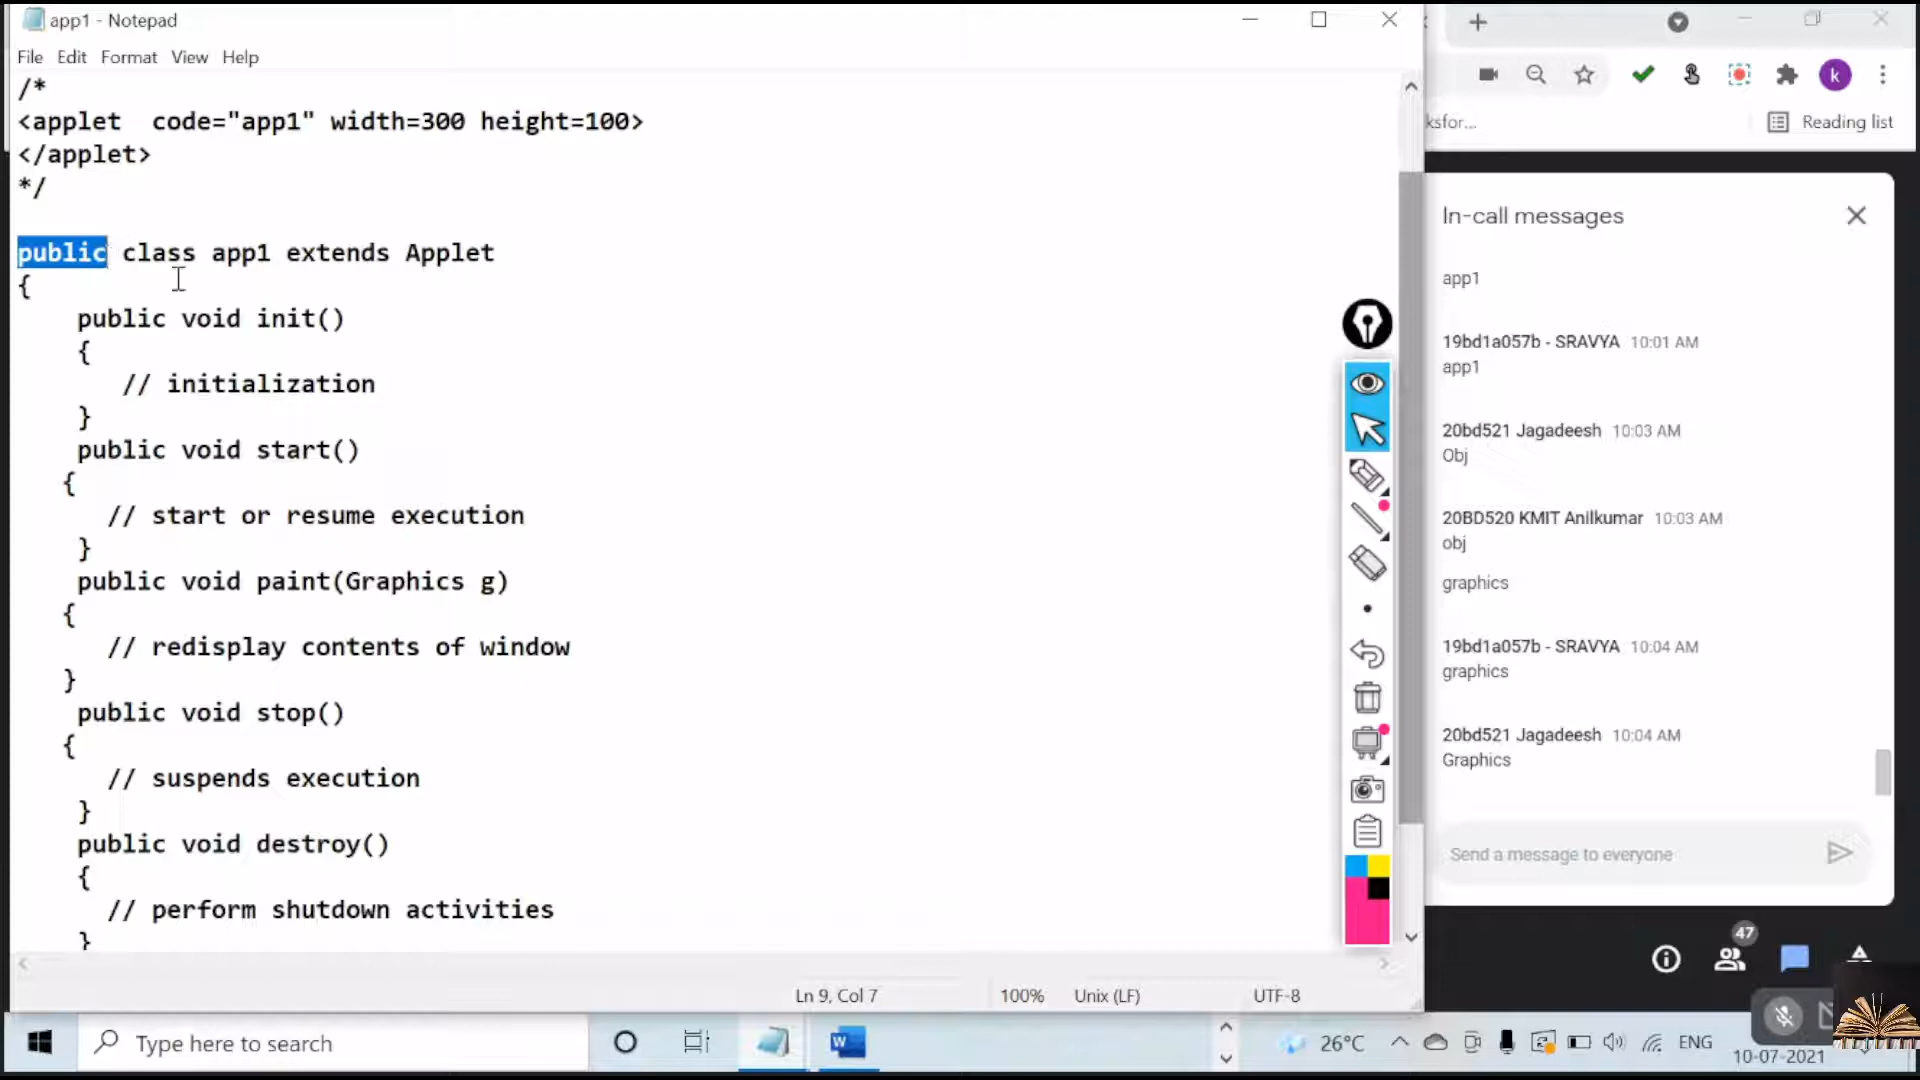 app1 - Notepad
File Edit Format View Help
/*
<applet  code="app1" width=300 height=100>
</applet>
*/
public class app1 extends Applet
{
public void init()
{
// initialization
}
public void start()
{
// start or resume execution
}
public void paint(Graphics g)
{
// redisplay contents of window
}
public void stop()
{
// suspends execution
}
public void destroy()
{
// perform shutdown activities
}
Ln 9, Col 7
100%
Unix (LF)
UTF-8
k
ksfor...
Reading list
In-call messages
app1
19bd1a057b - SRAVYA 10:01 AM
app1
20bd521 Jagadeesh 10:03 AM
Obj
20BD520 KMIT Anilkumar 10:03 AM
obj
graphics
19bd1a057b - SRAVYA 10:04 AM
graphics
20bd521 Jagadeesh 10:04 AM
Graphics
Send a message to everyone
47
Type here to search
W
26°C
ENG
10-07-2021